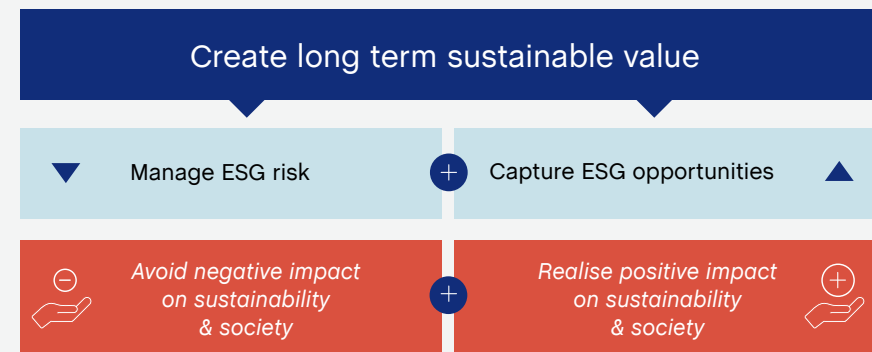 Create long term sustainable value
Manage ESG risk
Capture ESG opportunities
Avoid negative impact
on sustainability
& society
Realise positive impact
on sustainability
& society